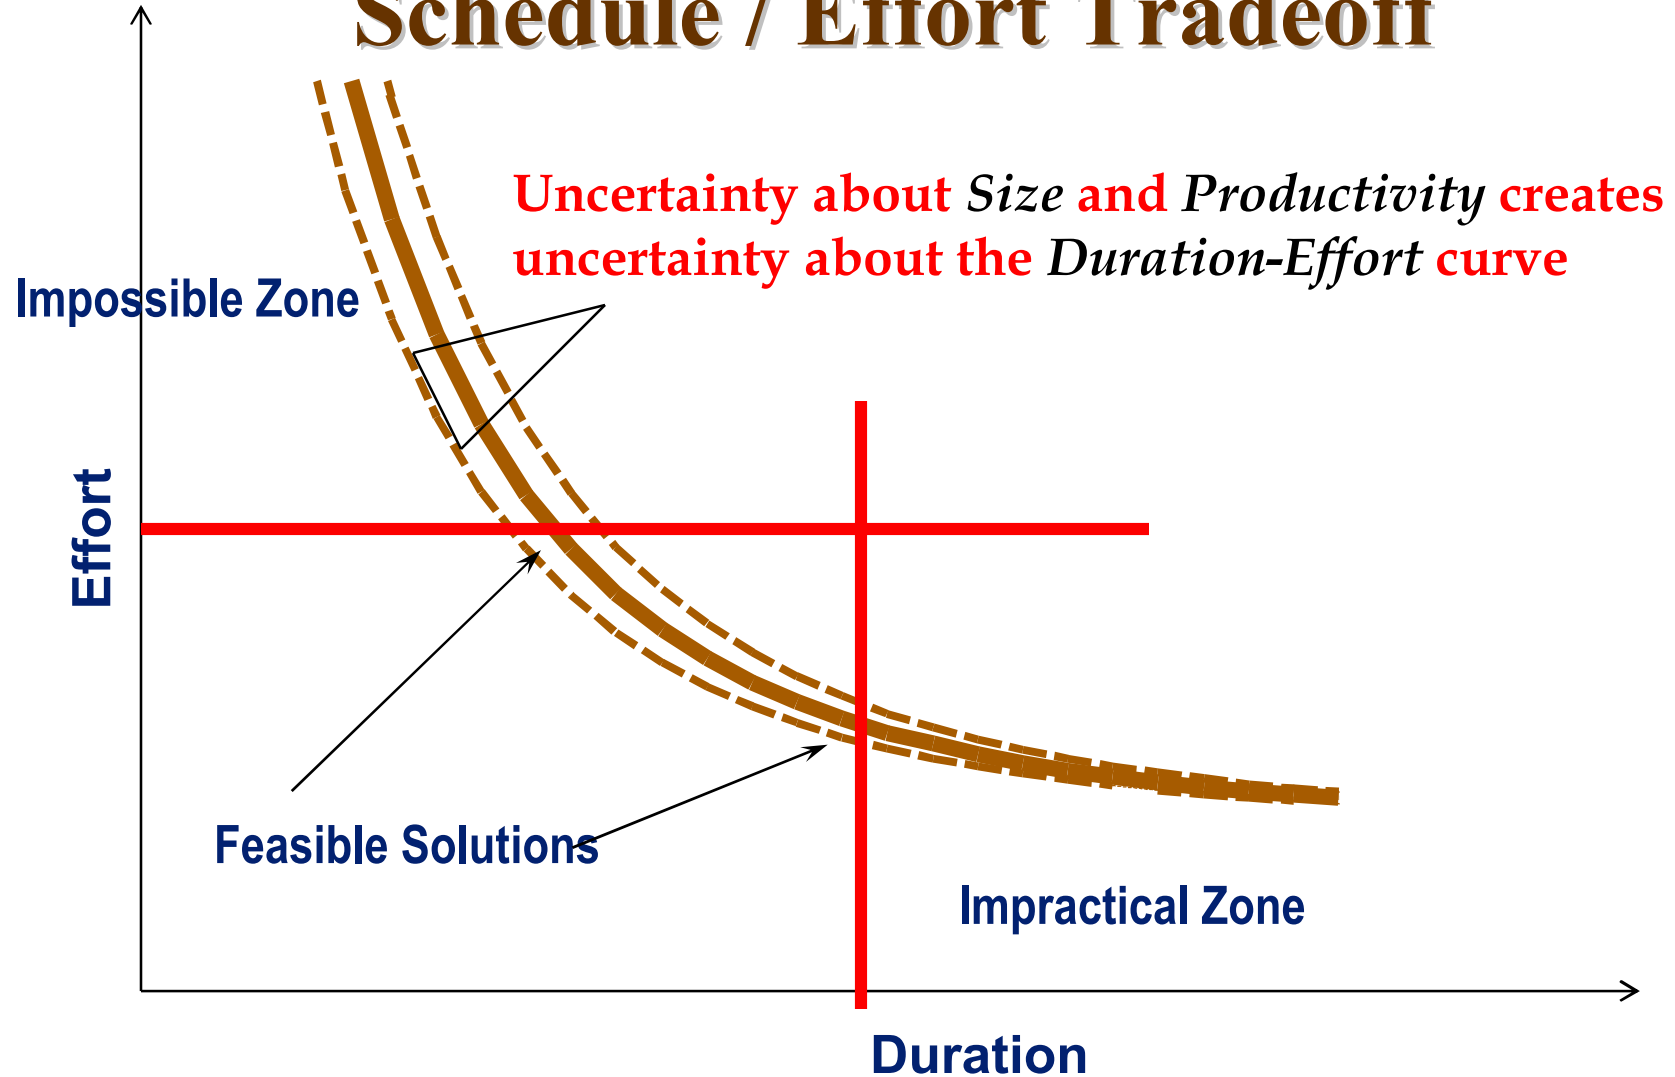 Schedule / Effort Tradeoff
Uncertainty about Size and Productivity creates
uncertainty about the Duration-Effort curve
Impossible Zone
Effort
Feasible Solutions
Impractical Zone
Duration